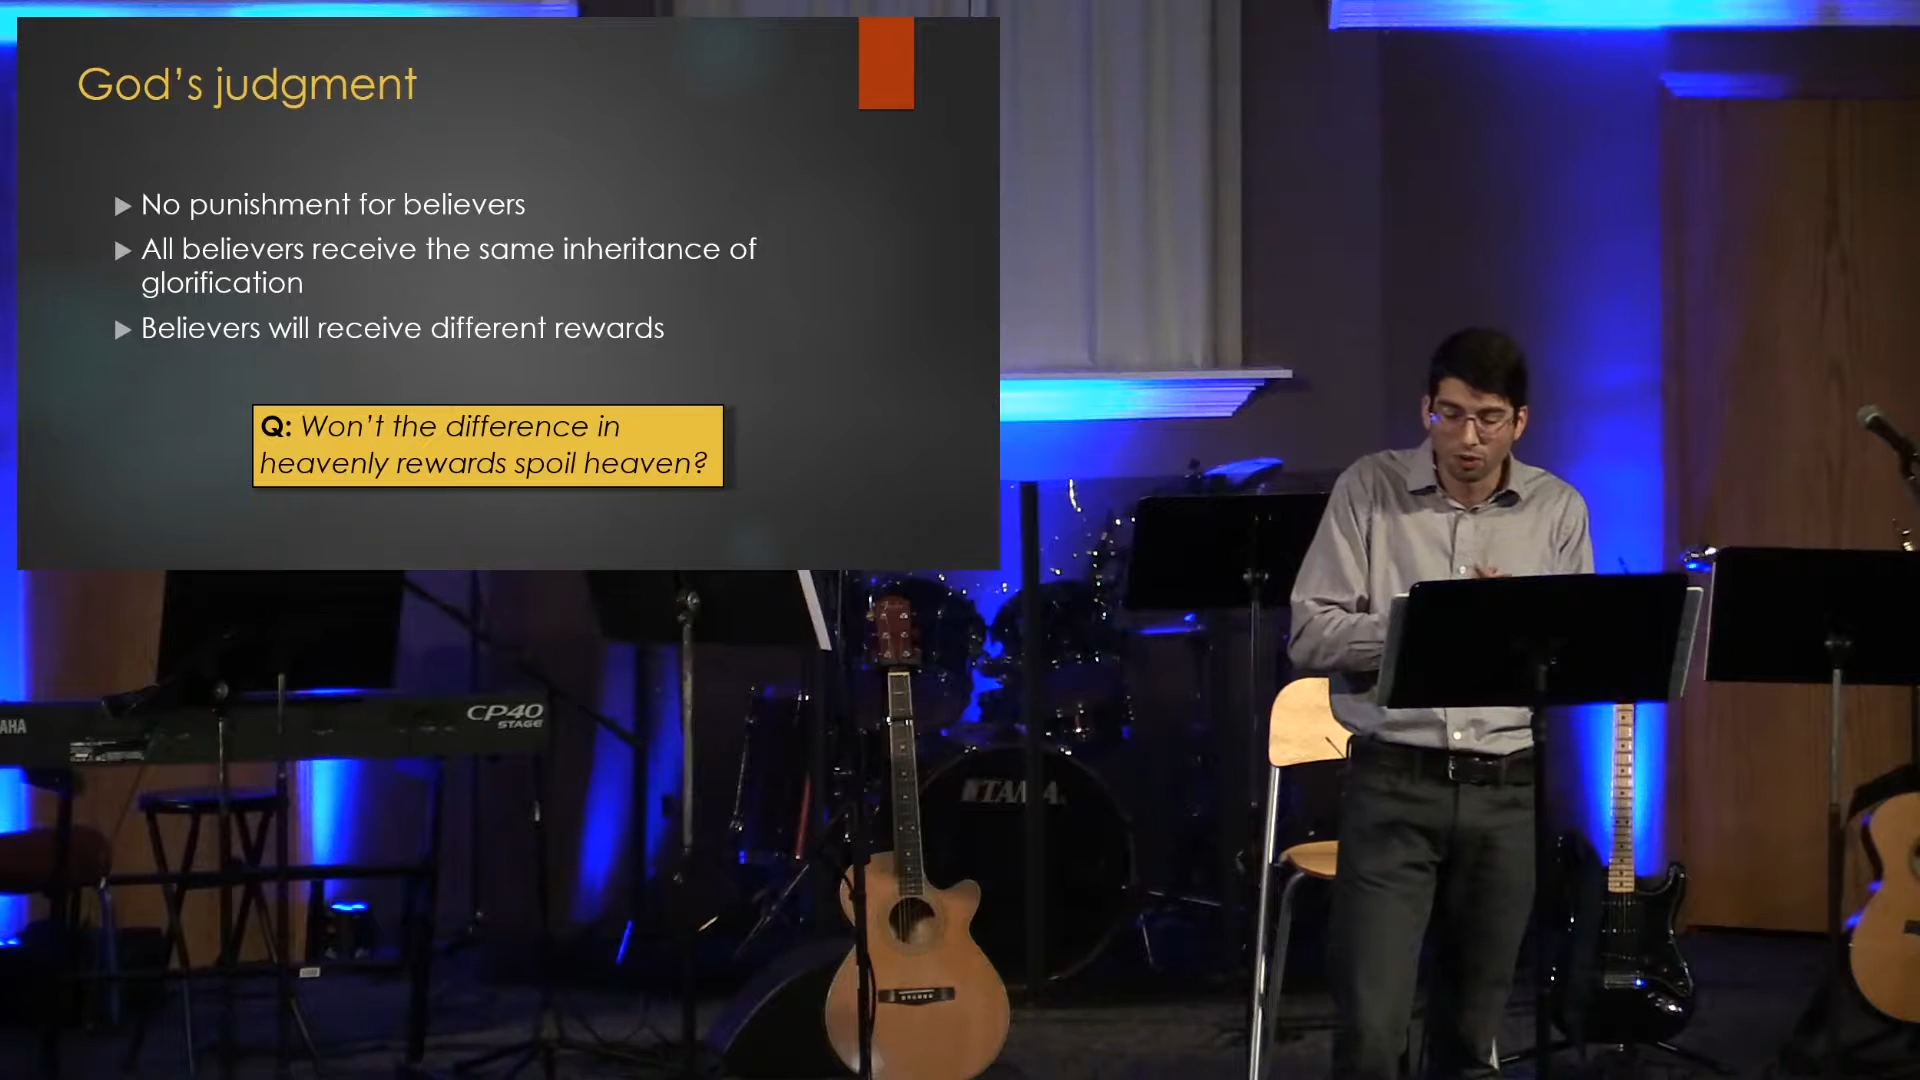 God's judgment
No punishment for believers
All believers receive the same inheritance of
glorification
Believers will receive different rewards
Q: Won't the difference in
heavenly rewards spoil heaven?
CP40
STAGE
TAMA